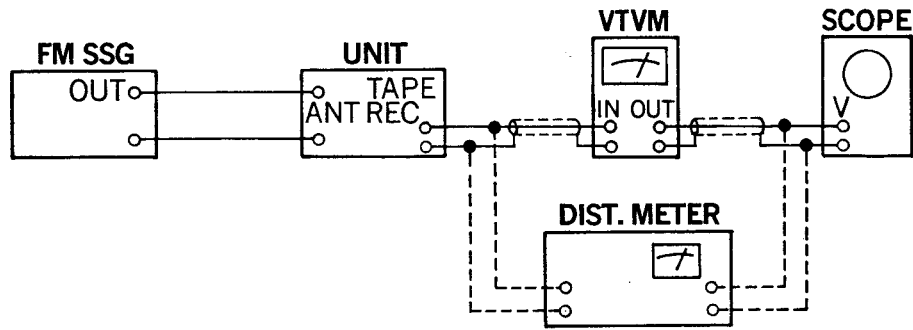 FM SSG
OUT
UNIT
TAPE
ANT REC
VTVM
IN OUT
SCOPE
V
DIST. METER